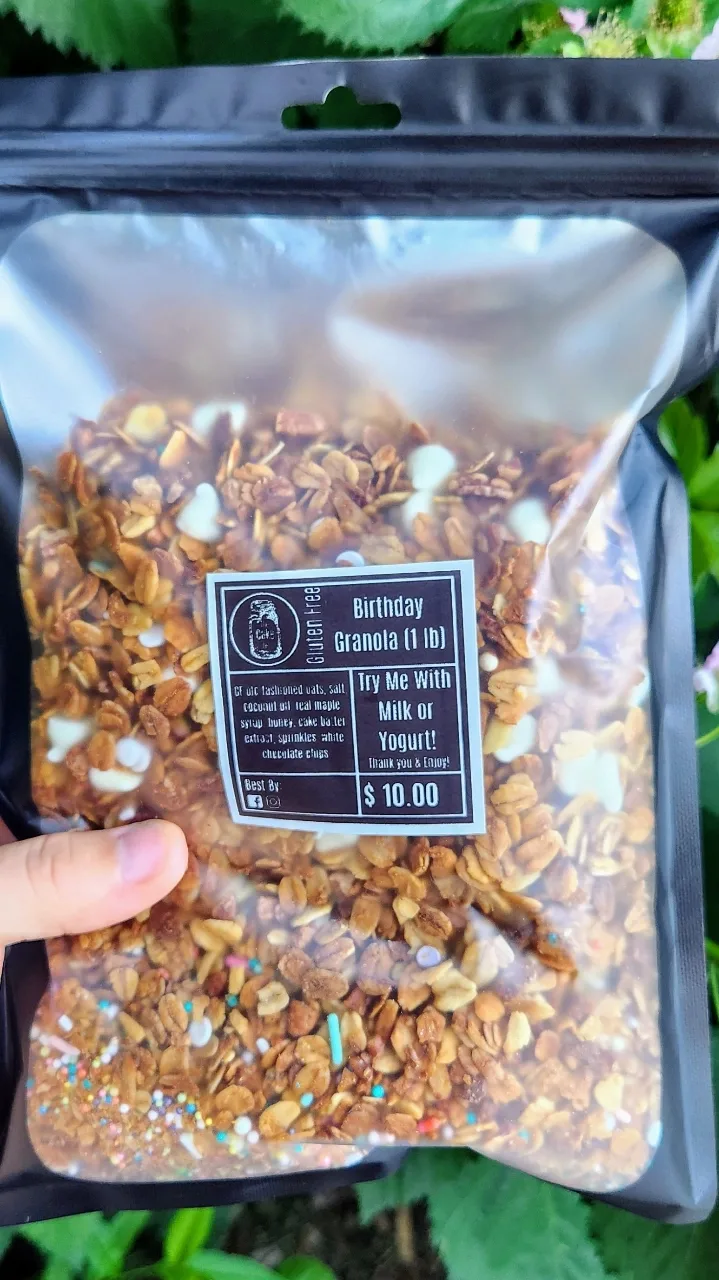 Cake
Gluten Free
Birthday
Granola (1 lb)
GF old fashioned oats, salt,
coconut oil, real maple
syrup, honey, cake batter
extract, sprinkles, white
chocolate chips
Try Me With
Milk or
Yogurt!
Thank you & Enjoy!
Best By:
$ 10.00